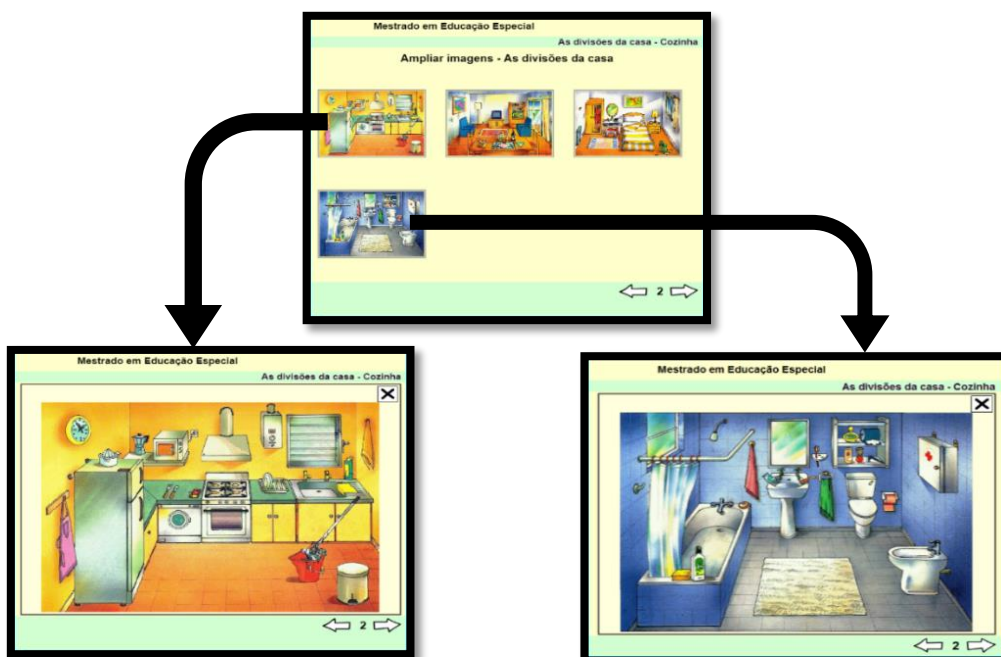 Mestrado em Educação Especial
As divisões da casa - Cozinha
Ampliar imagens - As divisões da casa
2
Mestrado em Educação Especial
As divisões da casa - Cozinha
2
Mestrado em Educação Especial
As divisões da casa - Cozinha
2